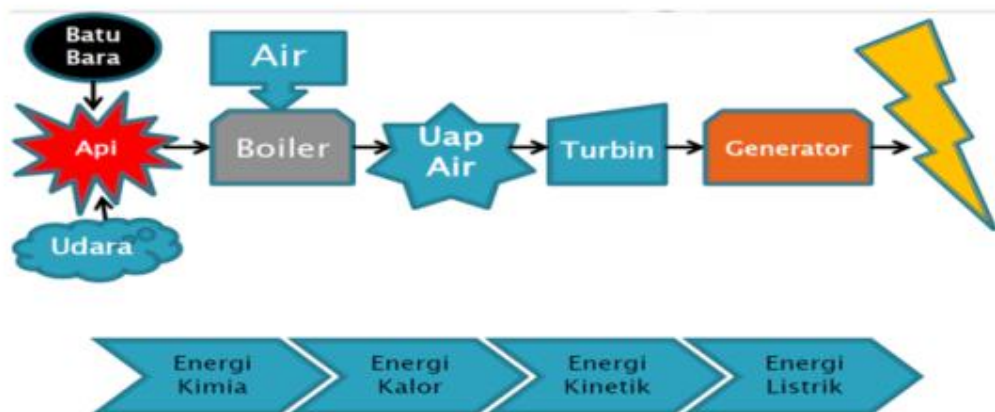 Batu
Bara
Air
Api
Boiler
Uap
Air
Turbin
Generator
Udara
Energi
Kimia
Energi
Kalor
Energi
Kinetik
Energi
Listrik